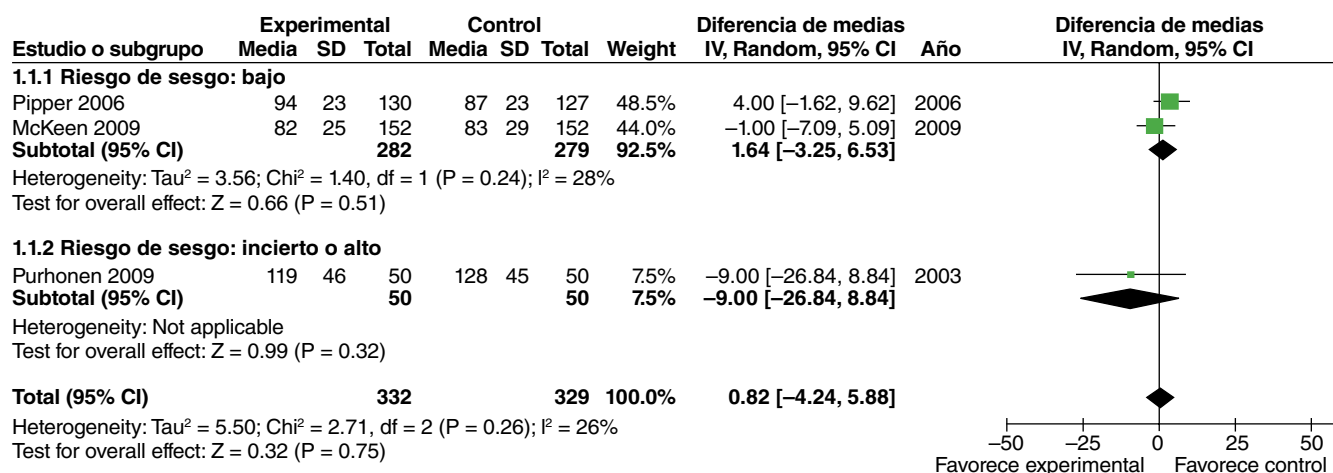 Experimental Control Diferencia de medias Diferencia de medias
Estudio o subgrupo Media SD Total Media SD Total Weight IV, Random, 95% CI Año IV, Random, 95% CI
1.1.1 Riesgo de sesgo: bajo
Pipper 2006 94 23 130 87 23 127 48.5% 4.00 [–1.62, 9.62] 2006
McKeen 2009 82 25 152 83 29 152 44.0% –1.00 [–7.09, 5.09] 2009
Subtotal (95% CI) 282 279 92.5% 1.64 [–3.25, 6.53]
Heterogeneity: Tau² = 3.56; Chi² = 1.40, df = 1 (P = 0.24); I² = 28%
Test for overall effect: Z = 0.66 (P = 0.51)
1.1.2 Riesgo de sesgo: incierto o alto
Purhonen 2009 119 46 50 128 45 50 7.5% –9.00 [–26.84, 8.84] 2003
Subtotal (95% CI) 50 50 7.5% –9.00 [–26.84, 8.84]
Heterogeneity: Not applicable
Test for overall effect: Z = 0.99 (P = 0.32)
Total (95% CI) 332 329 100.0% 0.82 [–4.24, 5.88]
Heterogeneity: Tau² = 5.50; Chi² = 2.71, df = 2 (P = 0.26); I² = 26%
Test for overall effect: Z = 0.32 (P = 0.75)
–50 –25 0 25 50
Favorece experimental Favorece control